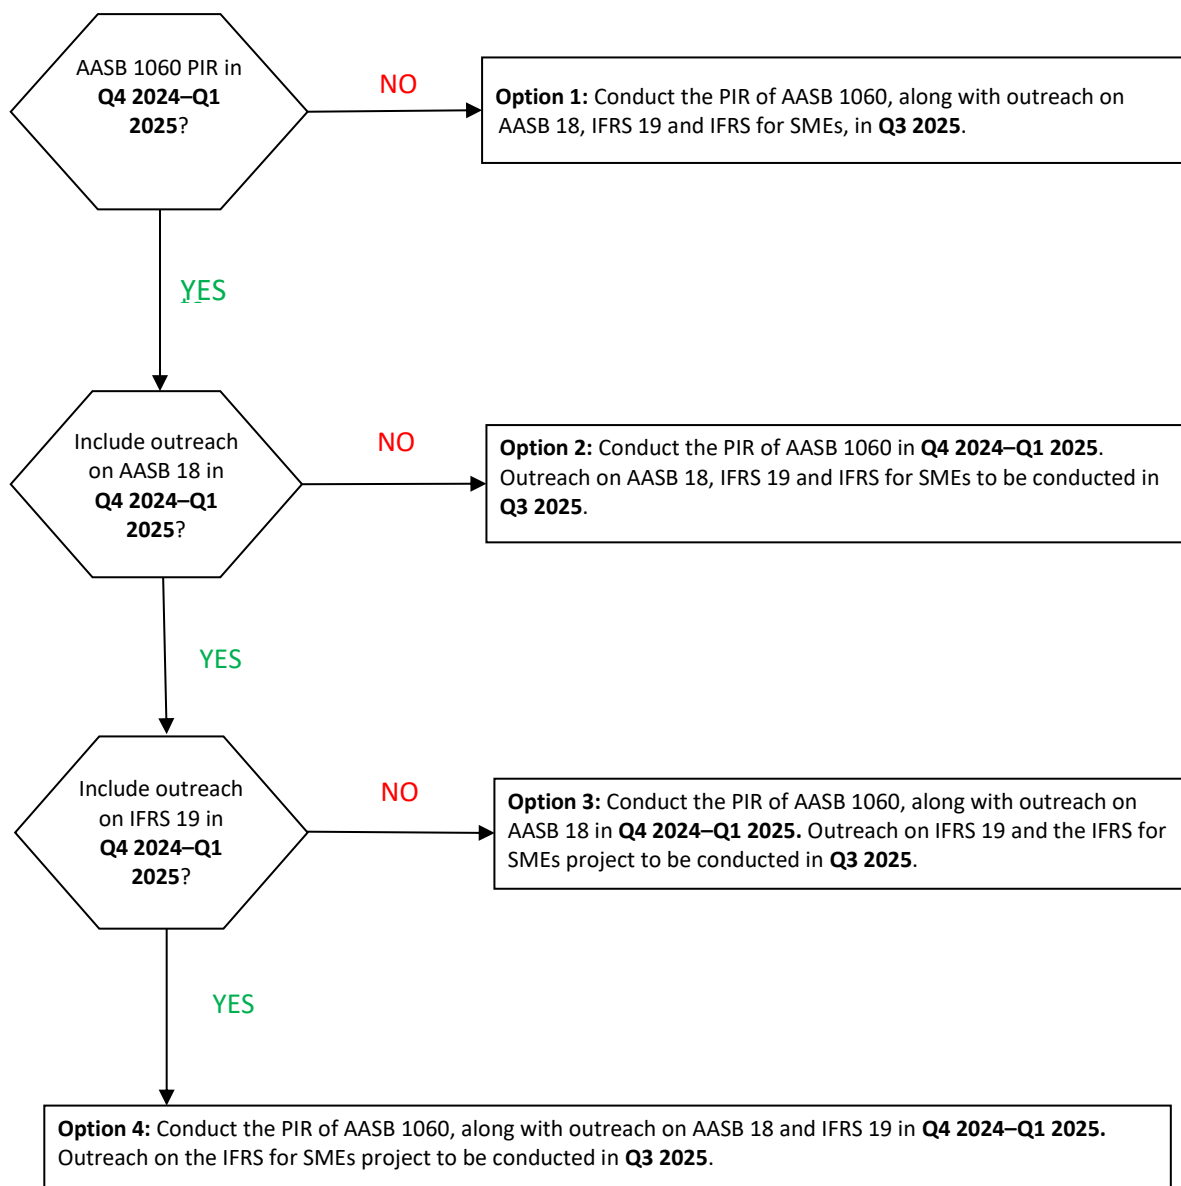 AASB 1060 PIR in
Q4 2024–Q1
2025?
NO
Option 1: Conduct the PIR of AASB 1060, along with outreach on
AASB 18, IFRS 19 and IFRS for SMEs, in Q3 2025.
YES
Include outreach
on AASB 18 in
Q4 2024–Q1
2025?
NO
Option 2: Conduct the PIR of AASB 1060 in Q4 2024–Q1 2025.
Outreach on AASB 18, IFRS 19 and IFRS for SMEs to be conducted in
Q3 2025.
YES
Include outreach
on IFRS 19 in
Q4 2024–Q1
2025?
NO
Option 3: Conduct the PIR of AASB 1060, along with outreach on
AASB 18 in Q4 2024–Q1 2025. Outreach on IFRS 19 and the IFRS for
SMEs project to be conducted in Q3 2025.
YES
Option 4: Conduct the PIR of AASB 1060, along with outreach on AASB 18 and IFRS 19 in Q4 2024–Q1 2025.
Outreach on the IFRS for SMEs project to be conducted in Q3 2025.